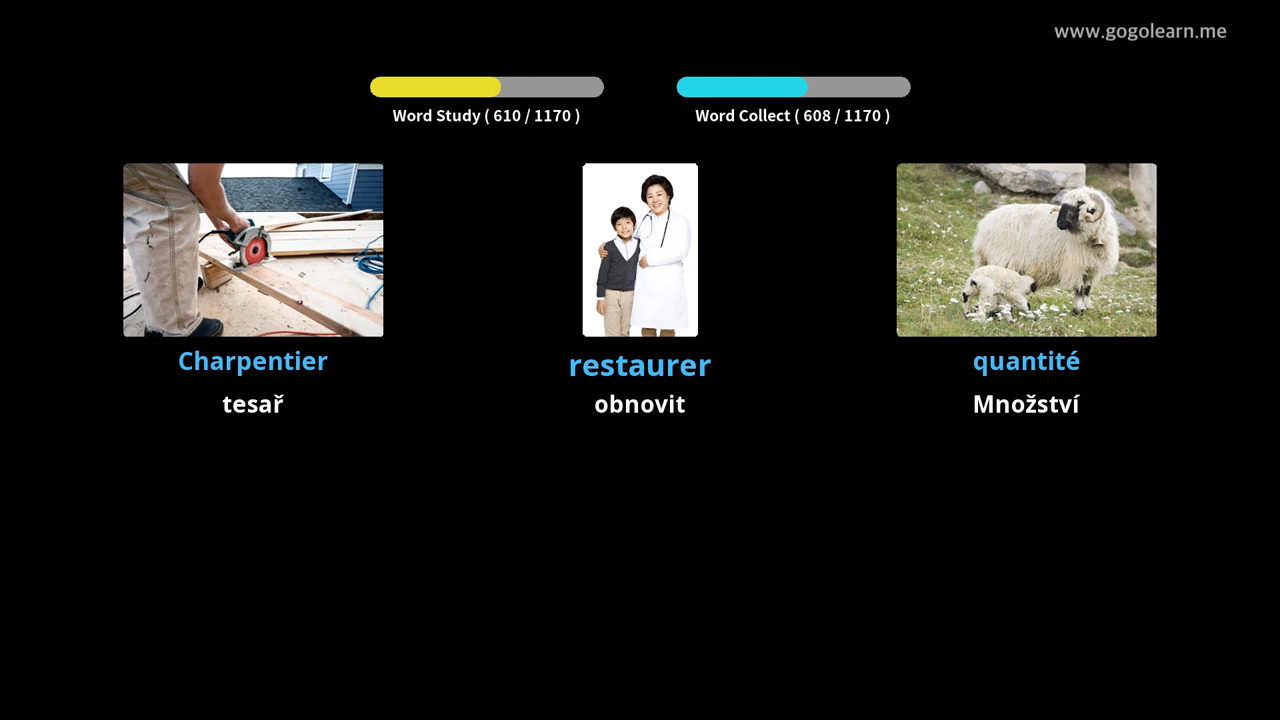 www.gogolearn.me
Word Study ( 610 / 1170 )
Word Collect ( 608 / 1170 )
Charpentier
restaurer
quantité
tesař
obnovit
Množství